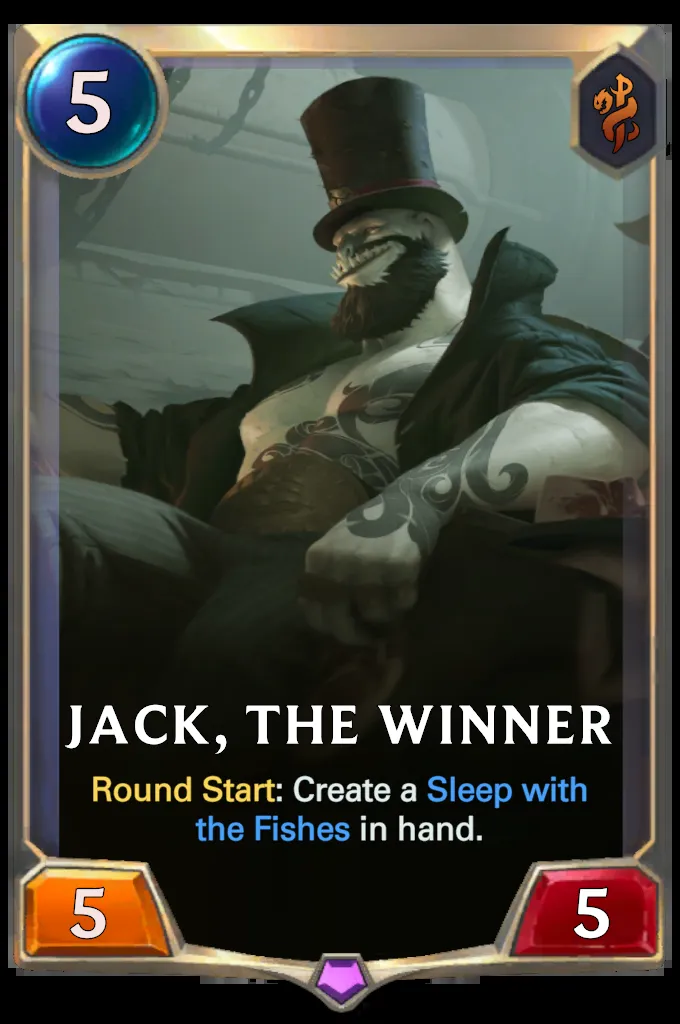 5
JACK, THE WINNER
Round Start: Create a Sleep with
the Fishes in hand.
5
5